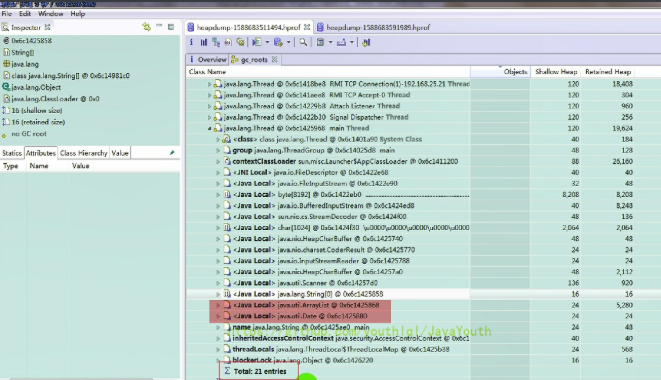 File Edit Window Help
Inspector
heapdump-1588683511494.hprof heapdump-1588683591989.hprof
0x6c1425858
String[]
java.lang
class java.lang.String[] @ 0x6c14981c0
java.lang.Object
java.lang.ClassLoader @ 0x0
16 (shallow size)
16 (retained size)
no GC root
Statics Attributes Class Hierarchy Value
Type Name Value
Overview gc_roots
Class Name Objects Shallow Heap Retained Heap
java.lang.Thread @ 0x6c1418be3 RMI TCP Connection(1)-192.168.25.21 Thread 120 18,408
java.lang.Thread @ 0x6c141aee8 RMI TCP Accept-0 Thread 120 304
java.lang.Thread @ 0x6c14229b8 Attach Listener Thread 120 960
java.lang.Thread @ 0x6c1422b10 Signal Dispatcher Thread 120 256
java.lang.Thread @ 0x6c1425968 main Thread 120 19,624
<class> class java.lang.Thread @ 0x6c1401a90 System Class 40 184
group java.lang.ThreadGroup @ 0x6c14025d8 main 48 128
contextClassLoader sun.misc.Launcher$AppClassLoader @ 0x6c1411200 88 26,160
<JNI Local> java.io.FileDescriptor @ 0x6c1422e68 40 40
<Java Local> java.io.FileInputStream @ 0x6c1422e90 32 48
<Java Local> byte[8192] @ 0x6c1422eb0 8,208 8,208
<Java Local> java.io.BufferedInputStream @ 0x6c1424ed8 40 8,248
<Java Local> sun.nio.cs.StreamDecoder @ 0x6c1424f00 48 136
<Java Local> char[1024] @ 0x6c1424f30 \u0000\u0000\u0000\u0000\u0000\u0000 2,064 2,064
<Java Local> java.nio.HeapCharBuffer @ 0x6c1425740 48 48
<Java Local> java.nio.charset.CoderResult @ 0x6c1425770 24 24
<Java Local> java.io.InputStreamReader @ 0x6c1425788 24 24
<Java Local> java.nio.HeapCharBuffer @ 0x6c14257a0 48 2,112
<Java Local> java.util.Scanner @ 0x6c14257d0 136 920
<Java Local> java.lang.String[0] @ 0x6c1425858 16 16
<Java Local> java.util.ArrayList @ 0x6c1425868 24 5,280
<Java Local> java.util.Date @ 0x6c1425880 24 24
name java.lang.String @ 0x6c1425ae0 main 24 48
https://github.com/youthlql/JavaYouth
inheritedAccessControlContext java.security.AccessControlContext @ 40
threadLocals java.lang.ThreadLocal$ThreadLocalMap @ 0x6c1425b38 24 568
blockerLock java.lang.Object @ 0x6c1426220 16 16
Σ Total: 21 entries